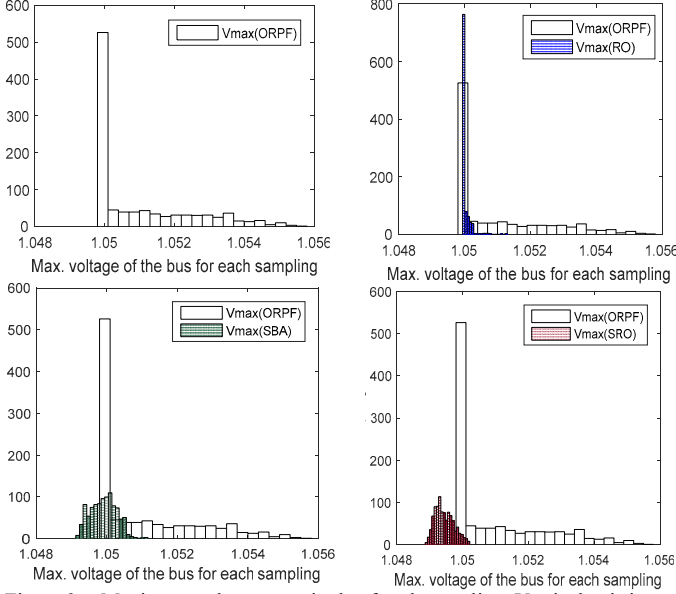 600
500
400
300
200
100
0
Vmax(ORPF)
1.048 1.05 1.052 1.054 1.056
Max. voltage of the bus for each sampling
800
600
400
200
0
Vmax(ORPF)
Vmax(RO)
1.048 1.05 1.052 1.054 1.056
Max. voltage of the bus for each sampling
600
500
400
300
200
100
0
Vmax(ORPF)
Vmax(SBA)
1.048 1.05 1.052 1.054 1.056
Max. voltage of the bus for each sampling
600
500
400
300
200
100
0
Vmax(ORPF)
Vmax(SRO)
1.048 1.05 1.052 1.054 1.056
Max. voltage of the bus for each sampling